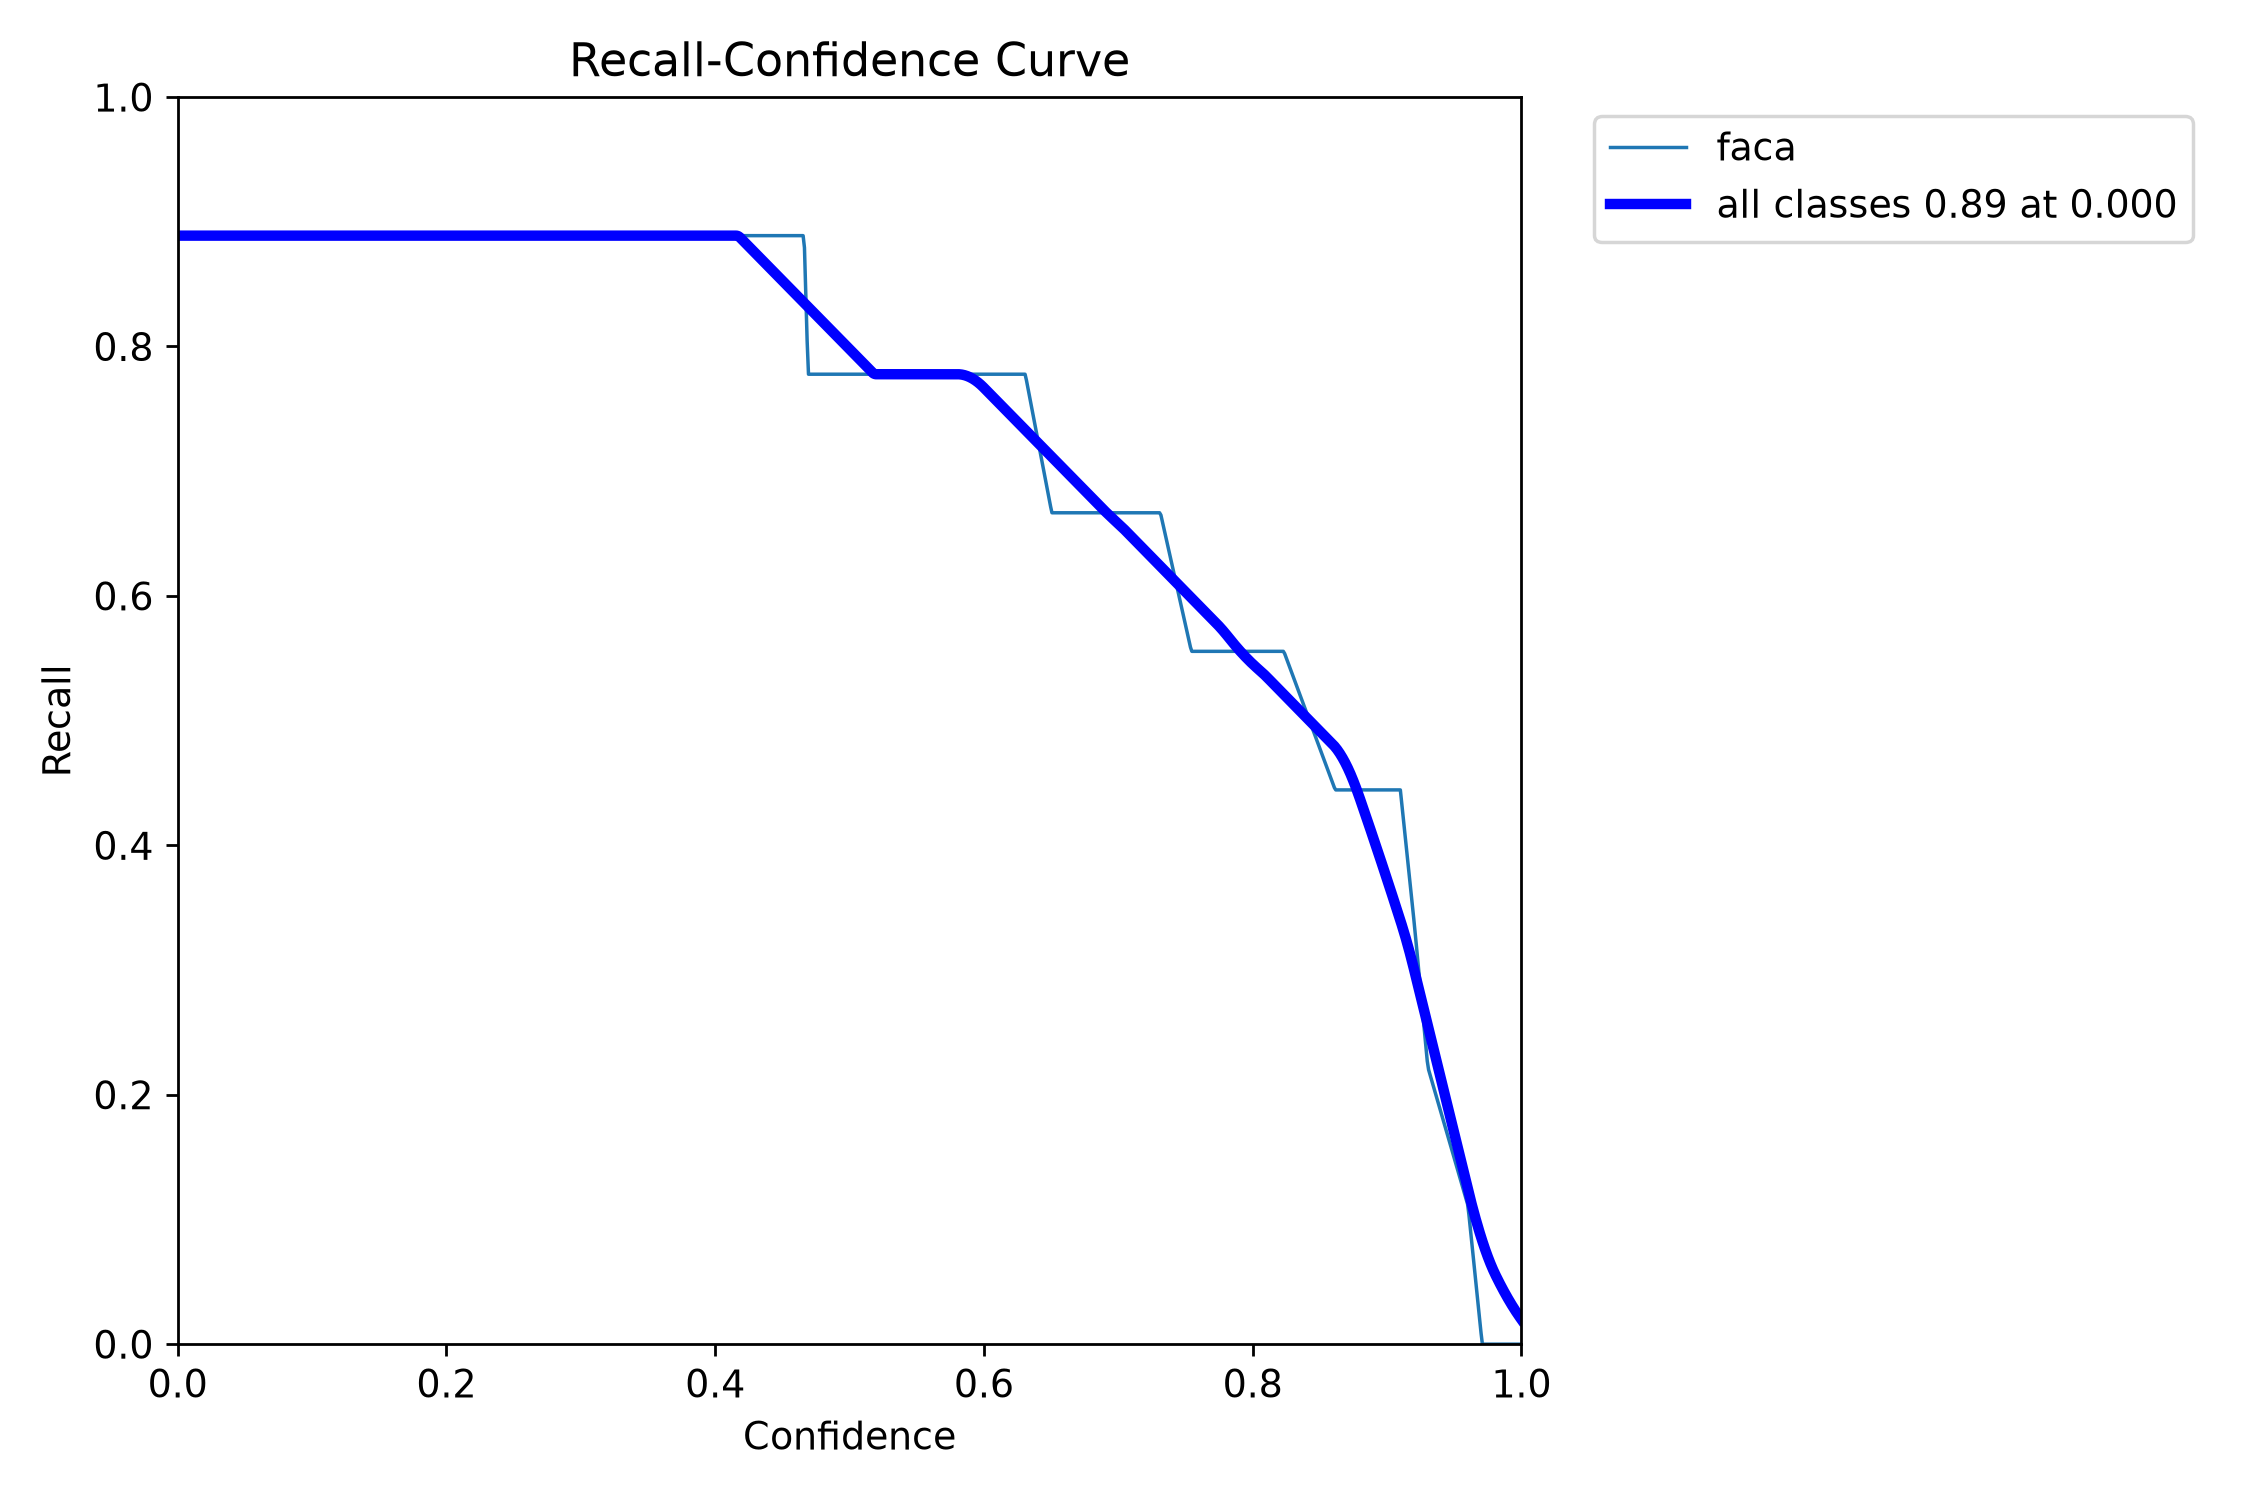 Recall-Confidence Curve
1.0
0.8
0.6
0.4
0.2
0.0
Recall
0.0 0.2 0.4 0.6 0.8 1.0
Confidence
faca
all classes 0.89 at 0.000